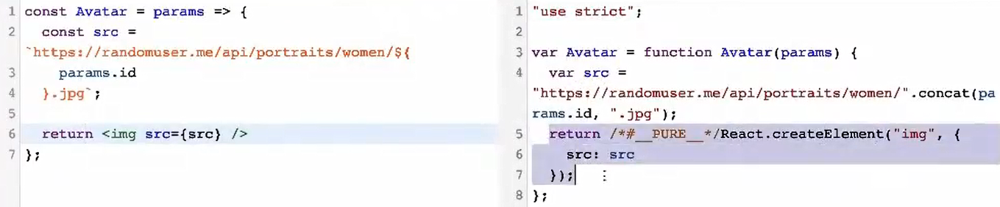 1 const Avatar = params => {
2   const src =
`https://randomuser.me/api/portraits/women/${
3     params.id
4   }.jpg`;
5
6   return <img src={src} />
7 };
1 "use strict";
2
3 var Avatar = function Avatar(params) {
4   var src =
"https://randomuser.me/api/portraits/women/".concat(pa
rams.id, ".jpg");
5   return /*#__PURE__*/React.createElement("img", {
6     src: src
7   });
8 };